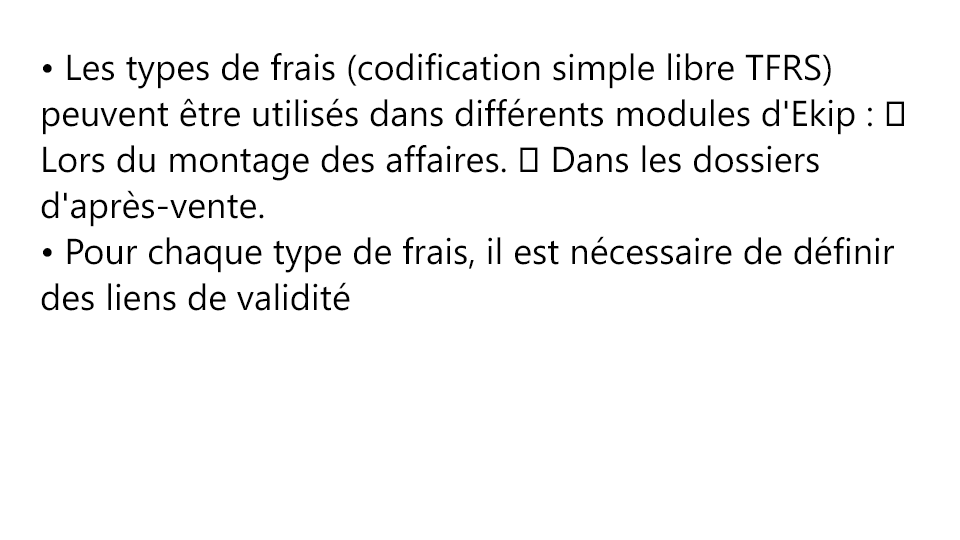 • Les types de frais (codification simple libre TFRS)
peuvent être utilisés dans différents modules d'Ekip : 
Lors du montage des affaires.  Dans les dossiers
d'après-vente.
• Pour chaque type de frais, il est nécessaire de définir
des liens de validité